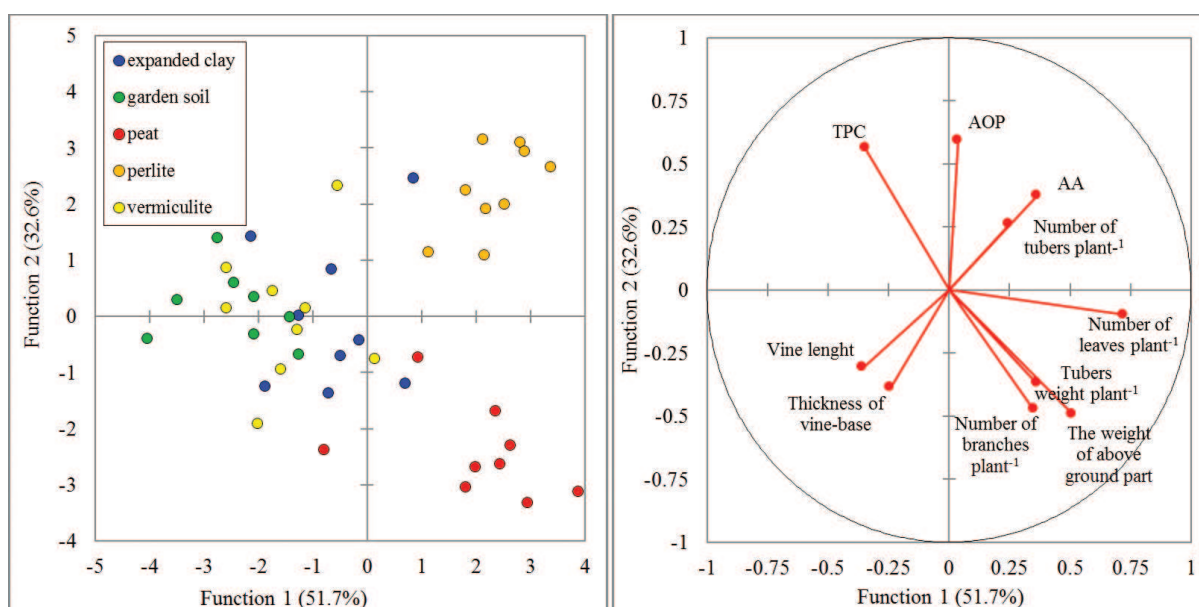 5
4
3
2
1
0
-1
-2
-3
-4
Function 2 (32.6%)
expanded clay
garden soil
peat
perlite
vermiculite
-5 -4 -3 -2 -1 0 1 2 3 4
Function 1 (51.7%)
1
0.75
0.5
0.25
0
-0.25
-0.5
-0.75
-1
Function 2 (32.6%)
TPC
AOP
AA
Number of
tubers plant-¹
Number of
leaves plant-¹
Vine lenght
Thickness of
vine-base
Tubers
weight plant-¹
Number of
branches
plant-¹
The weight
of above
ground part
-1 -0.75 -0.5 -0.25 0 0.25 0.5 0.75 1
Function 1 (51.7%)